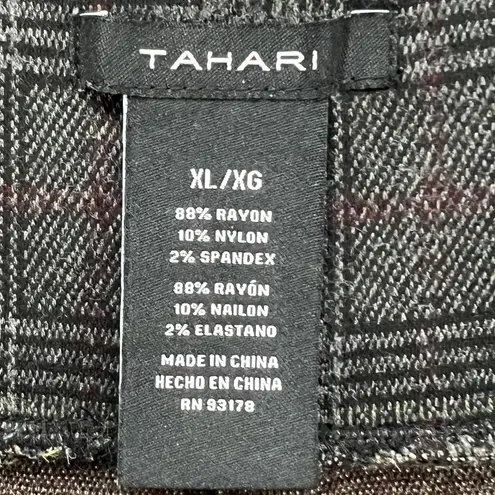 TAHARI
XL/XG
88% RAYON
10% NYLON
2% SPANDEX
88% RAYÓN
10% NAILON
2% ELASTANO
MADE IN CHINA
HECHO EN CHINA
RN 93178